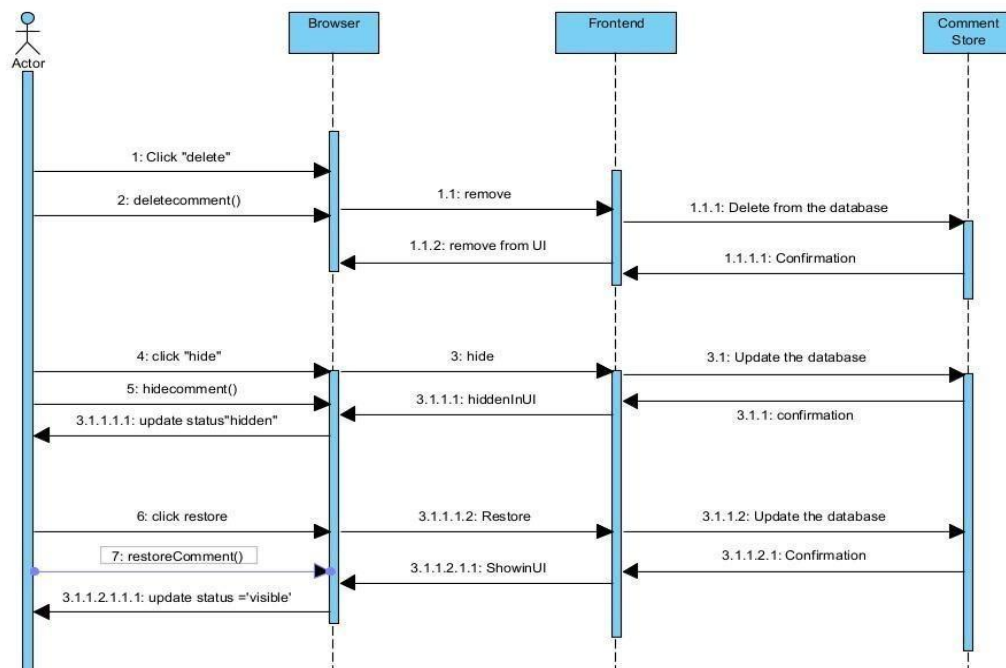 Browser
Frontend
Comment
Store
Actor
1: Click "delete"
2: deletecomment()
1.1: remove
1.1.1: Delete from the database
1.1.2: remove from UI
1.1.1.1: Confirmation
4: click "hide"
3: hide
3.1: Update the database
5: hidecomment()
3.1.1.1: hiddenInUI
3.1.1: confirmation
3.1.1.1.1: update status"hidden"
6: click restore
3.1.1.1.2: Restore
3.1.1.2: Update the database
7: restoreComment()
3.1.1.2.1.1: ShowinUI
3.1.1.2.1: Confirmation
3.1.1.2.1.1.1: update status ='visible'